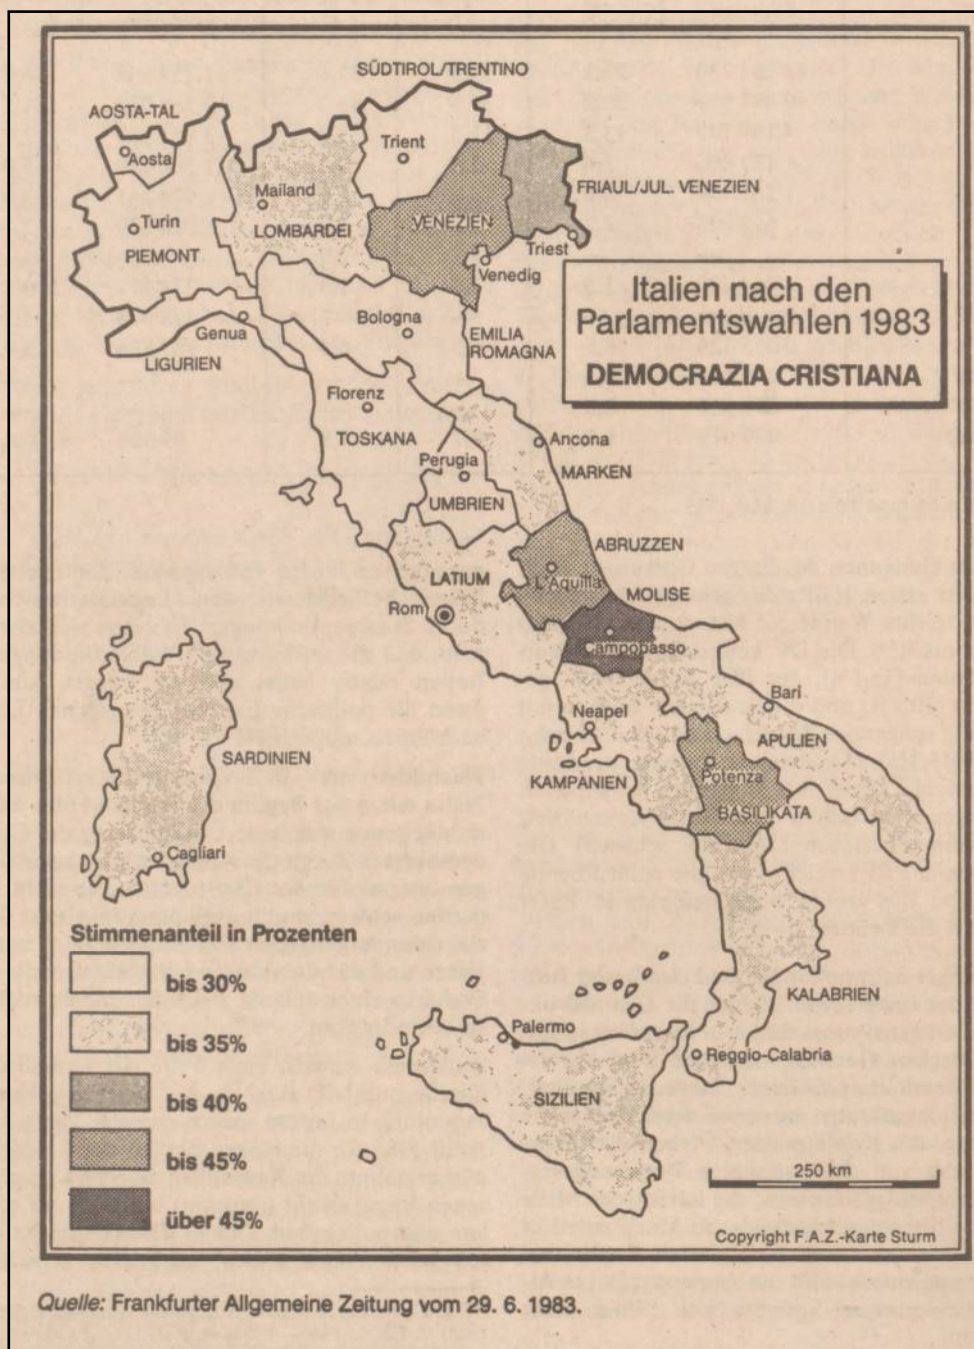 SÜDTIROL/TRENTINO
AOSTA-TAL
Trient
Aosta
Mailand
FRIAUL/JUL. VENEZIEN
Turin
VENEZIEN
LOMBARDEI
Triest
PIEMONT
Venedig
Italien nach den
Parlamentswahlen 1983
DEMOCRAZIA CRISTIANA
Bologna
Genua
EMILIA
ROMAGNA
LIGURIEN
Florenz
TOSKANA
Ancona
Perugia
MARKEN
UMBRIEN
ABRUZZEN
LATIUM
L'Aquilla
MOLISE
Rom
Campobasso
Bari
Neapel
APULIEN
SARDINIEN
KAMPANIEN
Potenza
BASILIKATA
Cagliari
Stimmenanteil in Prozenten
bis 30%
bis 35%
bis 40%
bis 45%
über 45%
KALABRIEN
Palermo
Reggio-Calabria
SIZILIEN
250 km
Copyright F.A.Z.-Karte Sturm
Quelle: Frankfurter Allgemeine Zeitung vom 29. 6. 1983.